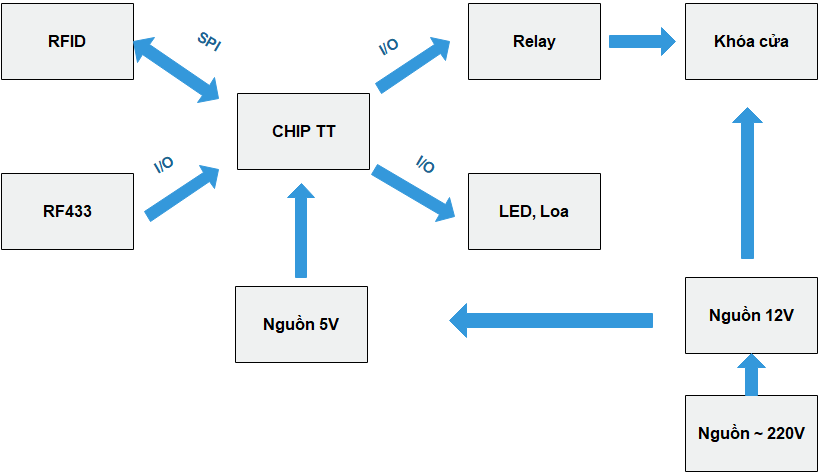 RFID
SPI
I/O
Relay
Khóa cửa
CHIP TT
I/O
I/O
RF433
LED, Loa
Nguồn 5V
Nguồn 12V
Nguồn ~ 220V